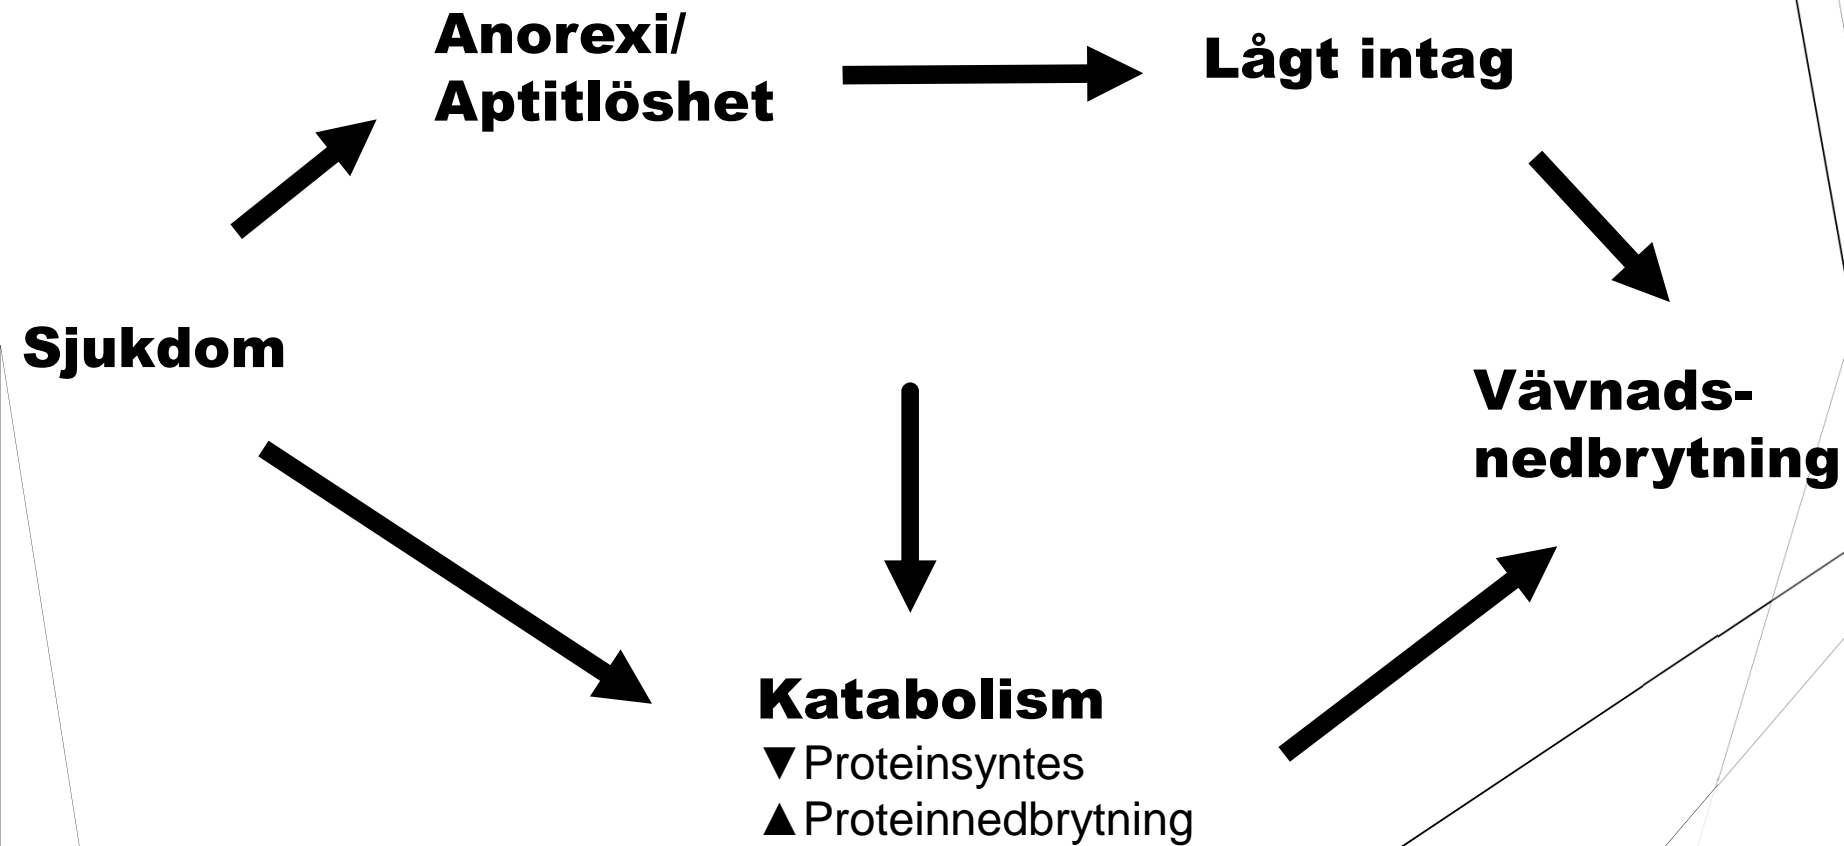 Anorexi/
Aptitlöshet
Lågt intag
Sjukdom
Vävnads-
nedbrytning
Katabolism
▼Proteinsyntes
▲Proteinnedbrytning